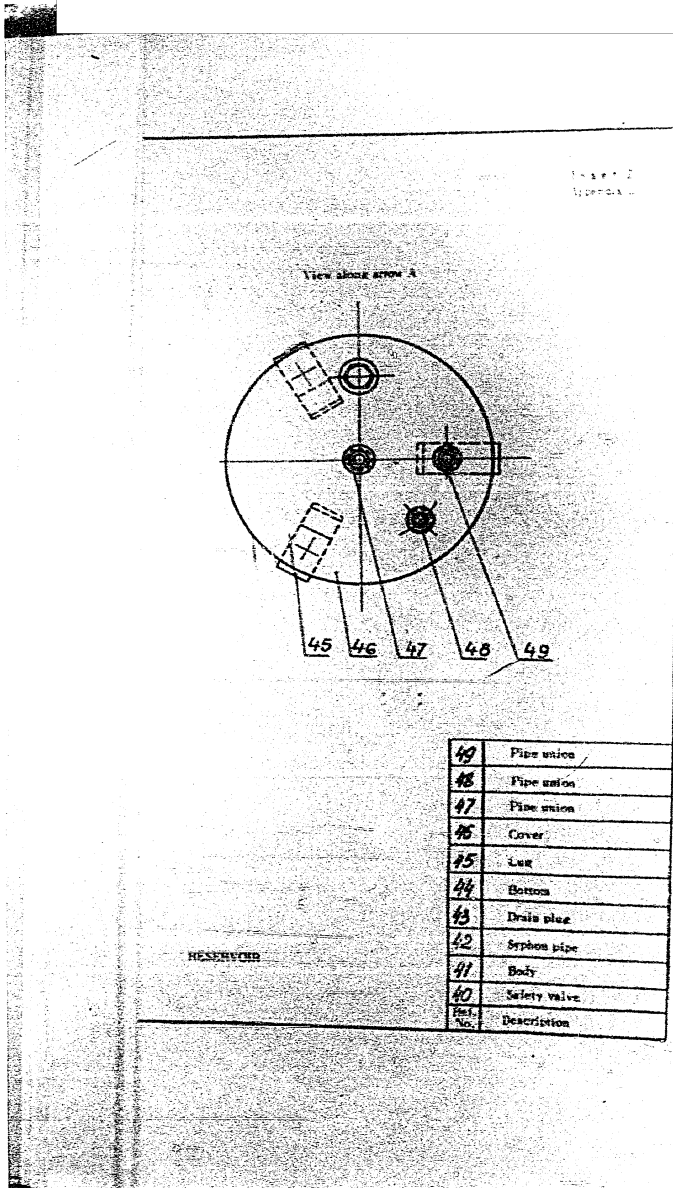 View along arrow A
45 46 47 48 49
49 Pipe union
48 Pipe union
47 Pipe union
46 Cover
45 Lug
44 Bottom
43 Drain plug
42 Syphon pipe
41 Body
40 Safety valve
Ref. No. Description
RESERVOIR